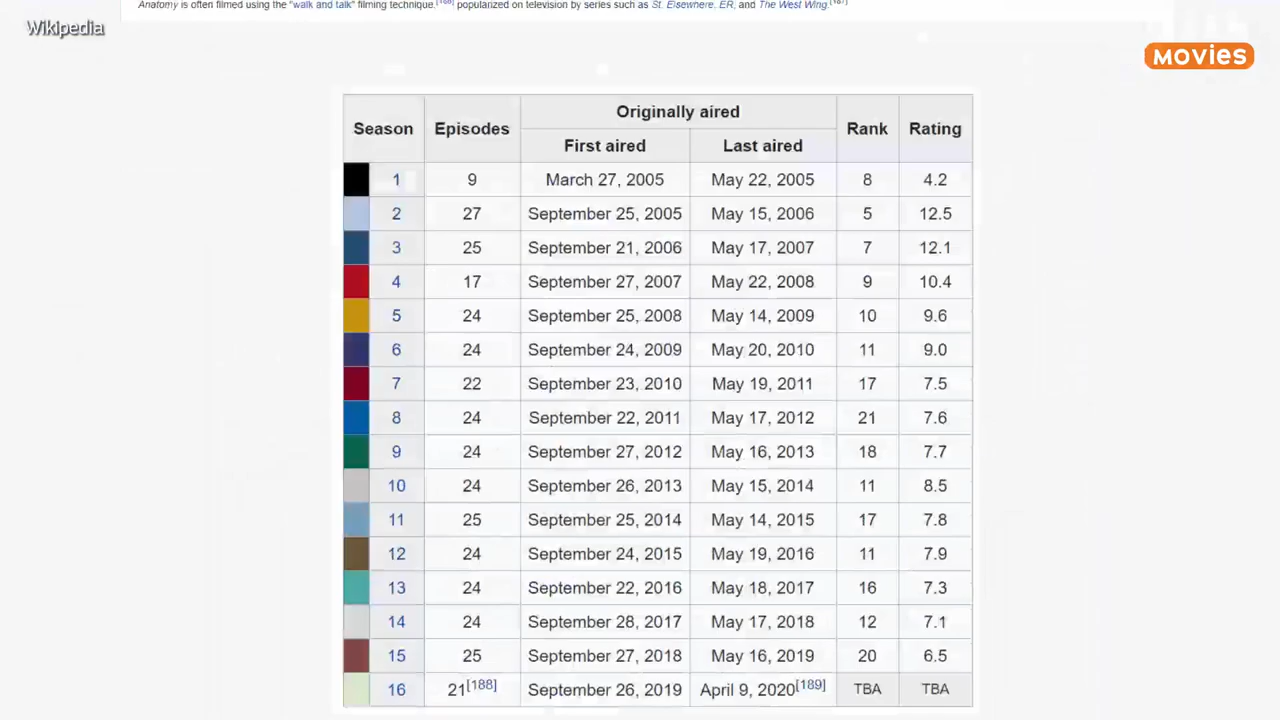 Anatomy is often filmed using the "walk and talk" filming technique,[186] popularized on television by series such as St. Elsewhere, ER, and The West Wing.[187]
Wikipedia
MOVIES
Season Episodes Originally aired Rank Rating
First aired Last aired
1 9 March 27, 2005 May 22, 2005 8 4.2
2 27 September 25, 2005 May 15, 2006 5 12.5
3 25 September 21, 2006 May 17, 2007 7 12.1
4 17 September 27, 2007 May 22, 2008 9 10.4
5 24 September 25, 2008 May 14, 2009 10 9.6
6 24 September 24, 2009 May 20, 2010 11 9.0
7 22 September 23, 2010 May 19, 2011 17 7.5
8 24 September 22, 2011 May 17, 2012 21 7.6
9 24 September 27, 2012 May 16, 2013 18 7.7
10 24 September 26, 2013 May 15, 2014 11 8.5
11 25 September 25, 2014 May 14, 2015 17 7.8
12 24 September 24, 2015 May 19, 2016 11 7.9
13 24 September 22, 2016 May 18, 2017 16 7.3
14 24 September 28, 2017 May 17, 2018 12 7.1
15 25 September 27, 2018 May 16, 2019 20 6.5
16 21[188] September 26, 2019 April 9, 2020[189] TBA TBA